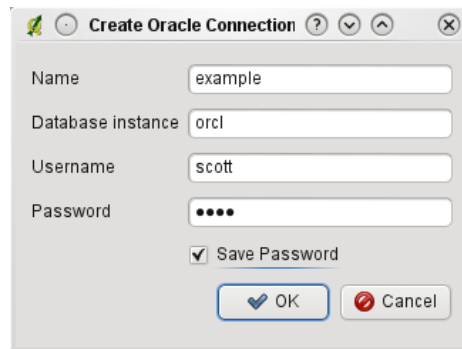 Create Oracle Connection
Name example
Database instance orcl
Username scott
Password ••••
Save Password
OK Cancel